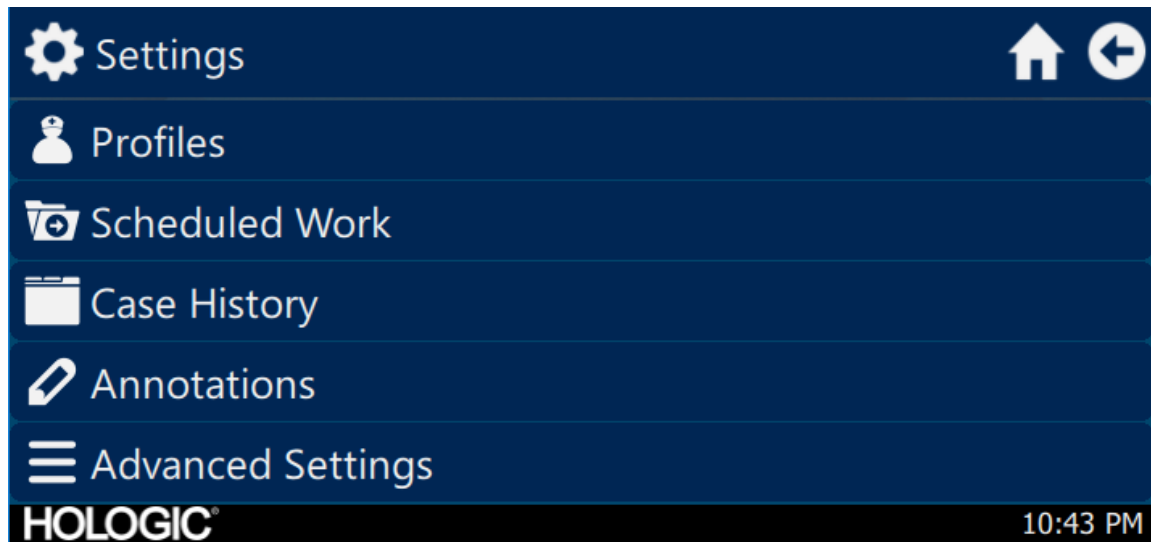 Settings
Profiles
Scheduled Work
Case History
Annotations
Advanced Settings
HOLOGIC®
10:43 PM